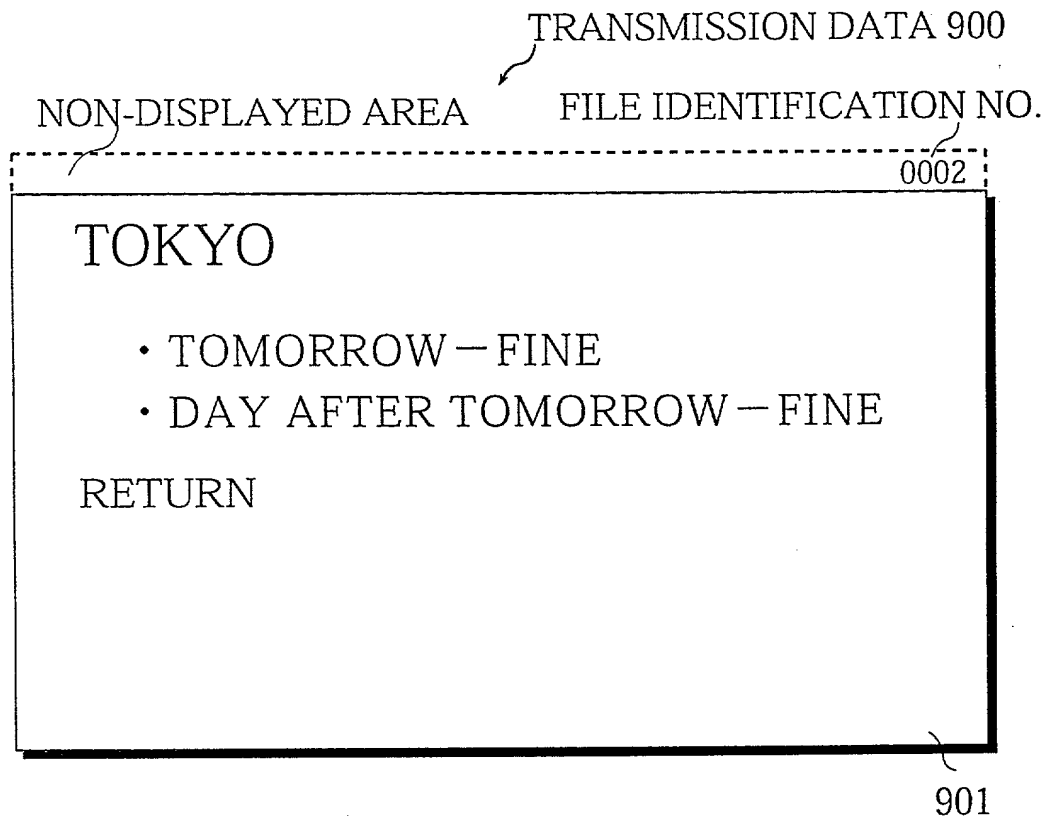 TRANSMISSION DATA 900
NON-DISPLAYED AREA
FILE IDENTIFICATION NO.
0002
TOKYO
・TOMORROW—FINE
・DAY AFTER TOMORROW—FINE
RETURN
901